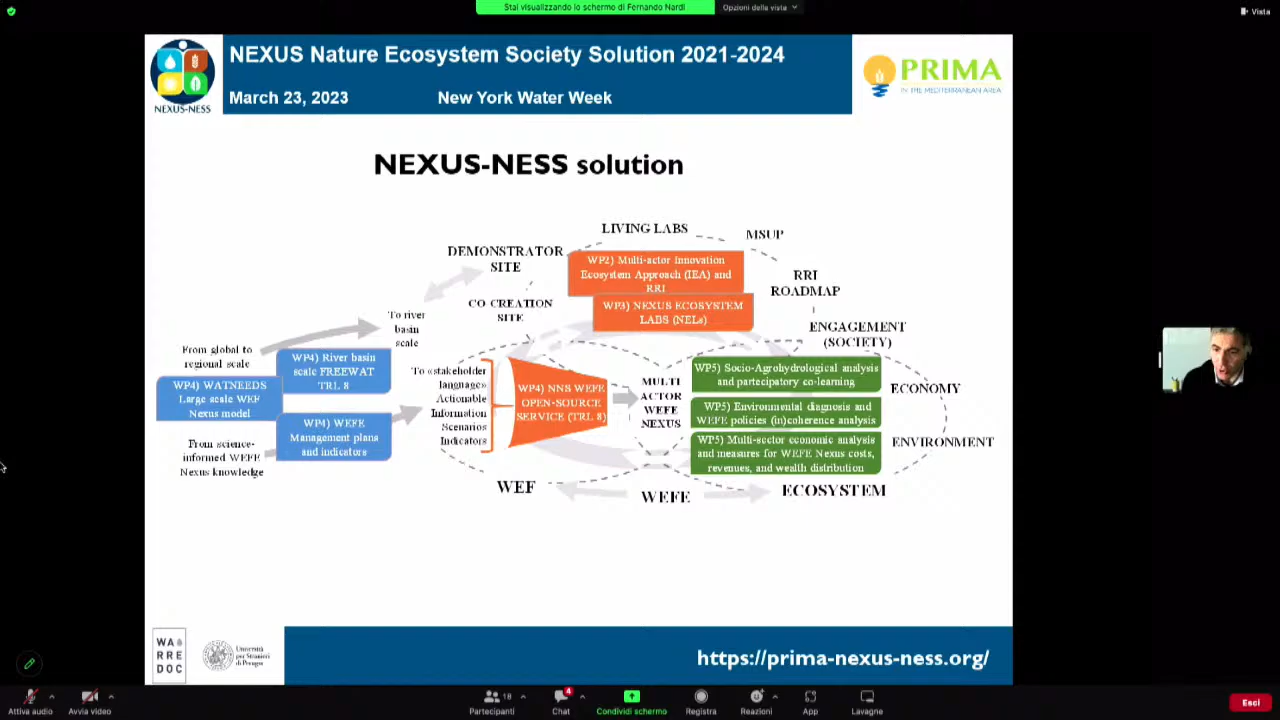 Stai visualizzando lo schermo di Fernando Nardi
Opzioni della vista
Vista
NEXUS Nature Ecosystem Society Solution 2021-2024
March 23, 2023
New York Water Week
NEXUS-NESS
PRIMA
IN THE MEDITERRANEAN AREA
NEXUS-NESS solution
LIVING LABS
MSUP
DEMONSTRATOR
SITE
WP2) Multi-actor Innovation
Ecosystem Approach (IEA) and
RRI
RRI
ROADMAP
CO CREATION
SITE
WP3) NEXUS ECOSYSTEM
LABS (NELs)
To river
basin
scale
ENGAGEMENT
(SOCIETY)
From global to
regional scale
WP4) River basin
scale FREEWAT
TRL 8
WP4) WATNEEDS
Large scale WEF
Nexus model
WP4) WEFE
Management plans
and indicators
From science-
informed WEFE
Nexus knowledge
To «stakeholder
language»
Actionable
Information
Scenarios
Indicators
WP4) NNS WEFE
OPEN-SOURCE
SERVICE (TRL 8)
MULTI
ACTOR
WEFE
NEXUS
WP5) Socio-Agrohydrological analysis
and partecipatory co-learning
WP5) Environmental diagnosis and
WEFE policies (in)coherence analysis
WP5) Multi-sector economic analysis
and measures for WEFE Nexus costs,
revenues, and wealth distribution
ECONOMY
ENVIRONMENT
WEF
WEFE
ECOSYSTEM
WA
RRE
DOC
Università
per Stranieri
di Perugia
https://prima-nexus-ness.org/
Attiva audio
Avvia video
Partecipanti
18
Chat
4
Condividi schermo
Registra
Reazioni
App
Lavagne
Esci